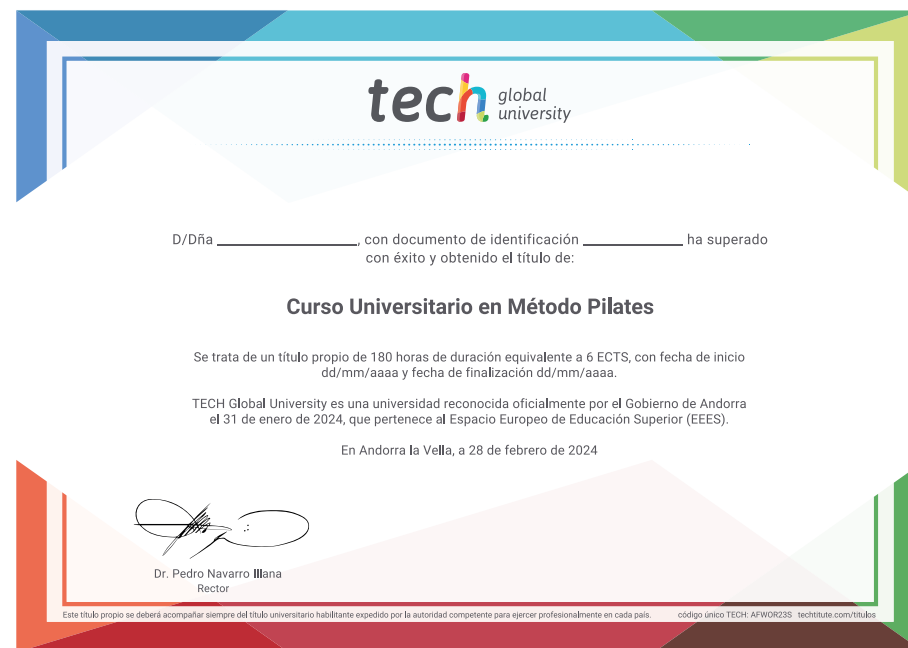 tech global university
D/Dña ______________, con documento de identificación __________ ha superado
con éxito y obtenido el título de:
Curso Universitario en Método Pilates
Se trata de un título propio de 180 horas de duración equivalente a 6 ECTS, con fecha de inicio
dd/mm/aaaa y fecha de finalización dd/mm/aaaa.
TECH Global University es una universidad reconocida oficialmente por el Gobierno de Andorra
el 31 de enero de 2024, que pertenece al Espacio Europeo de Educación Superior (EEES).
En Andorra la Vella, a 28 de febrero de 2024
Dr. Pedro Navarro Illana
Rector
Este título propio se deberá acompañar siempre del título universitario habilitante expedido por la autoridad competente para ejercer profesionalmente en cada país. código único TECH: AFWOR23S techtitute.com/titulos